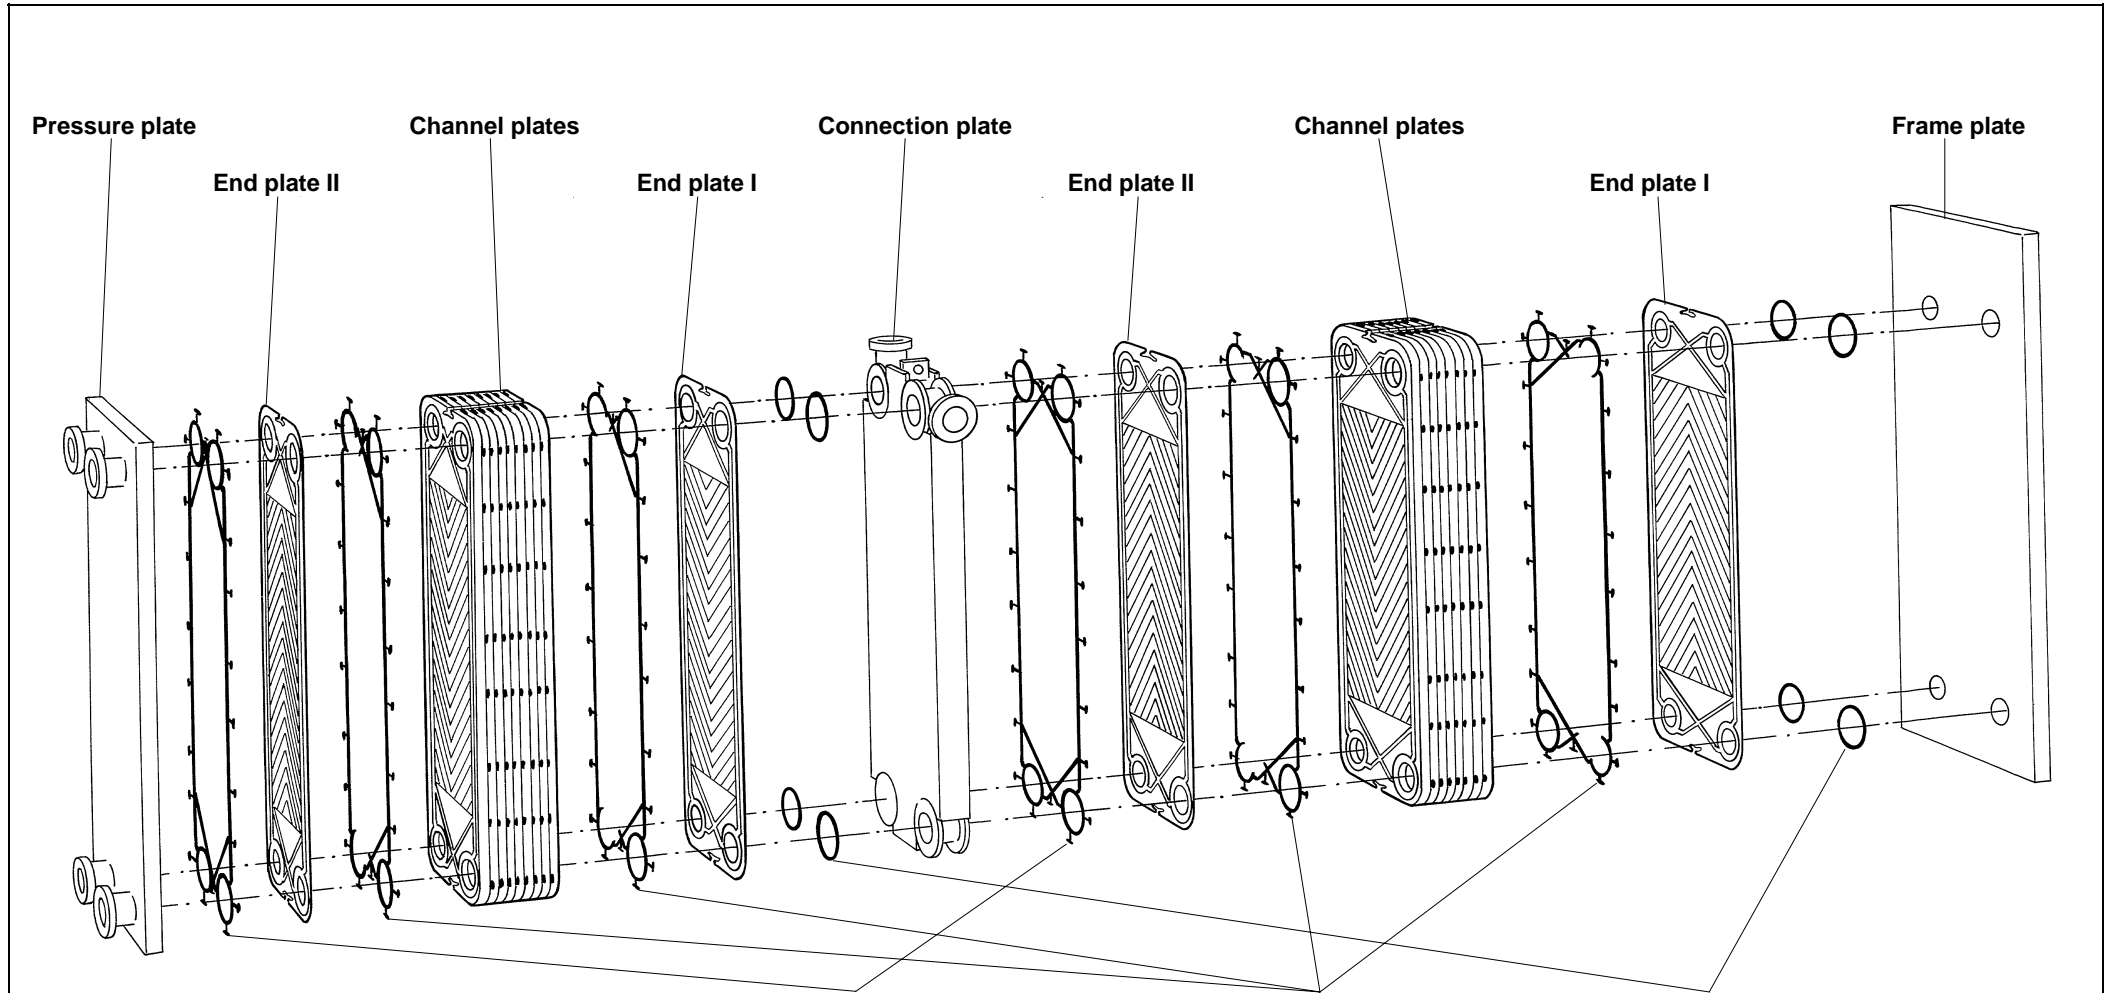 Pressure plate
Channel plates
Connection plate
Channel plates
Frame plate
End plate II
End plate I
End plate II
End plate I